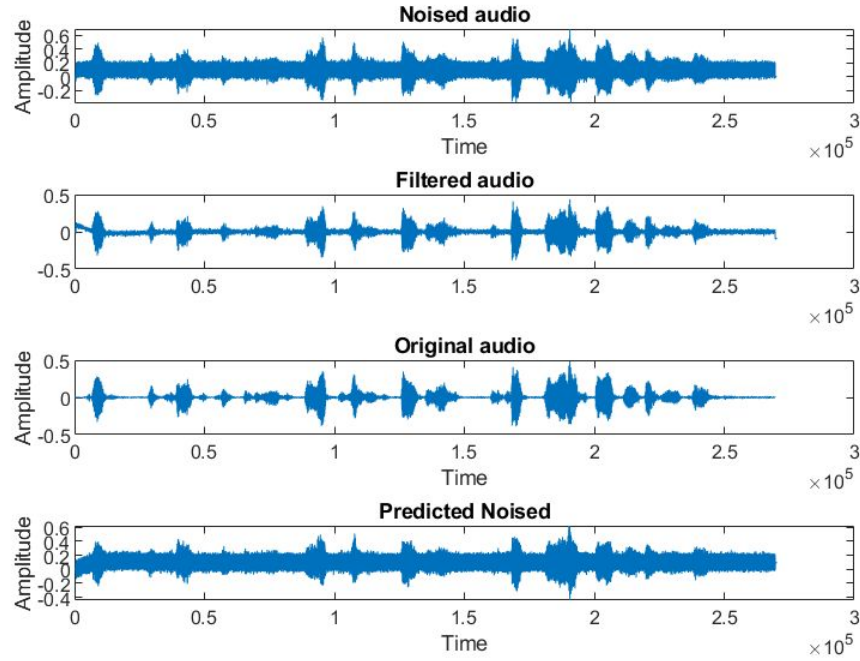 Noised audio
Amplitude
0.6
0.4
0.2
0
-0.2
0 0.5 1 1.5 2 2.5 3
Time
×10^5
Filtered audio
0.5
0
-0.5
0 0.5 1 1.5 2 2.5 3
×10^5
Original audio
Amplitude
0.5
0
-0.5
0 0.5 1 1.5 2 2.5 3
Time
×10^5
Predicted Noised
Amplitude
0.6
0.4
0.2
0
-0.2
-0.4
0 0.5 1 1.5 2 2.5 3
Time
×10^5